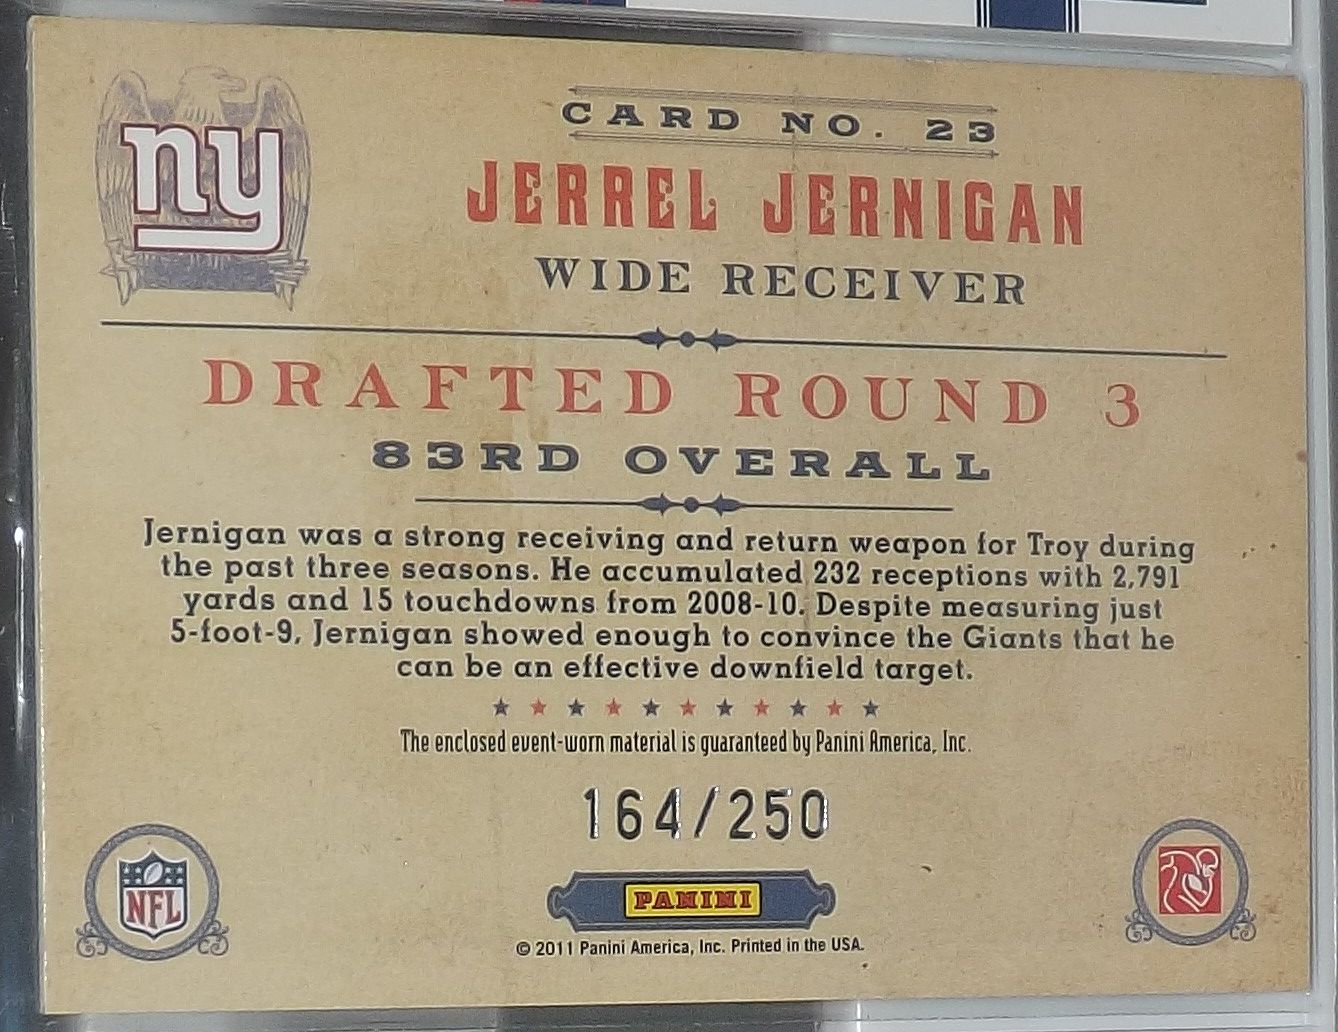 ny
CARD NO. 23
JERREL JERNIGAN
WIDE RECEIVER
DRAFTED ROUND 3
83RD OVERALL
Jernigan was a strong receiving and return weapon for Troy during
the past three seasons. He accumulated 232 receptions with 2,791
yards and 15 touchdowns from 2008-10. Despite measuring just
5-foot-9, Jernigan showed enough to convince the Giants that he
can be an effective downfield target.
The enclosed event-worn material is guaranteed by Panini America, Inc.
164/250
NFL
PANINI
© 2011 Panini America, Inc. Printed in the USA.